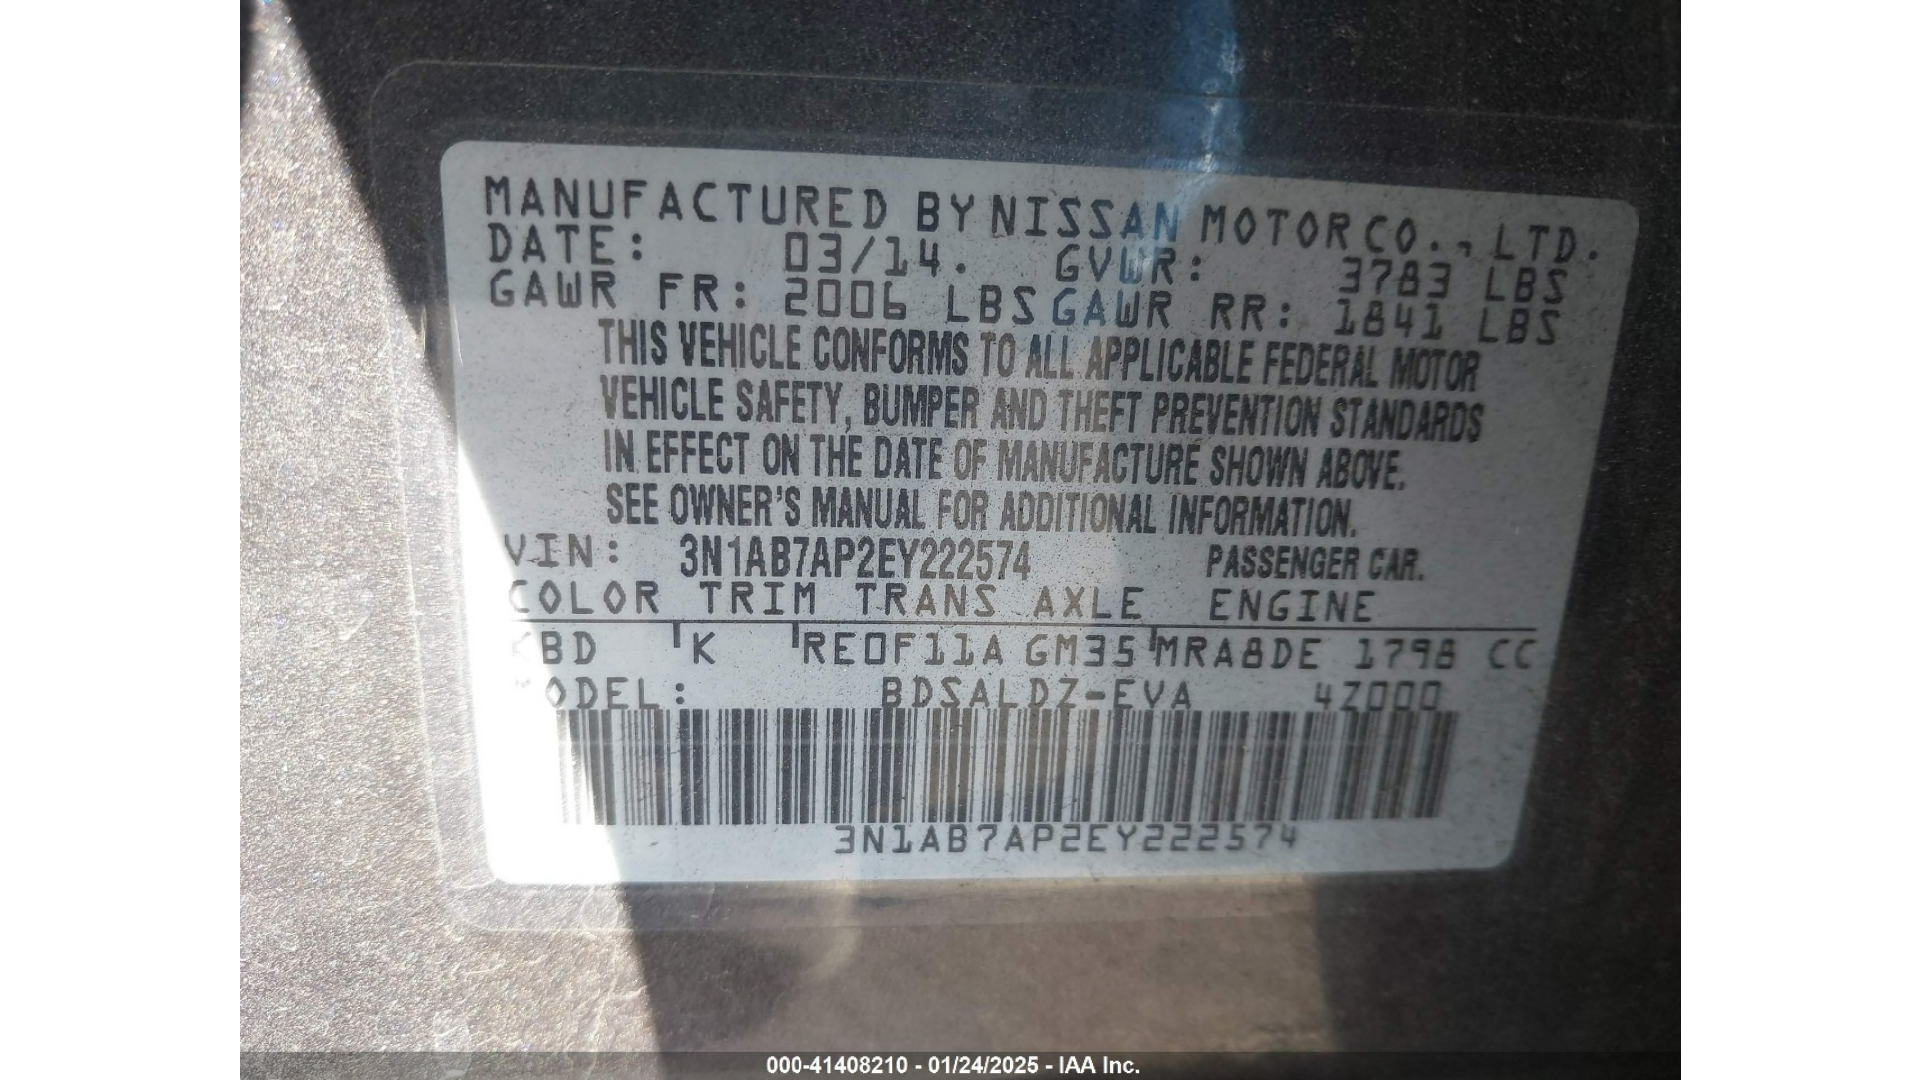 MANUFACTURED BY NISSAN MOTOR CO., LTD.
DATE: 03/14. GVWR: 3783 LBS
GAWR FR: 2006 LBS GAWR RR: 1841 LBS
THIS VEHICLE CONFORMS TO ALL APPLICABLE FEDERAL MOTOR
VEHICLE SAFETY, BUMPER AND THEFT PREVENTION STANDARDS
IN EFFECT ON THE DATE OF MANUFACTURE SHOWN ABOVE.
SEE OWNER'S MANUAL FOR ADDITIONAL INFORMATION.
VIN: 3N1AB7AP2EY222574 PASSENGER CAR.
COLOR TRIM TRANS AXLE ENGINE
K RE0F11A GM35 MRA8DE 1798 CC
MODEL: BDSALDZ-EVA 4Z000
3N1AB7AP2EY222574
000-41408210 - 01/24/2025 - IAA Inc.